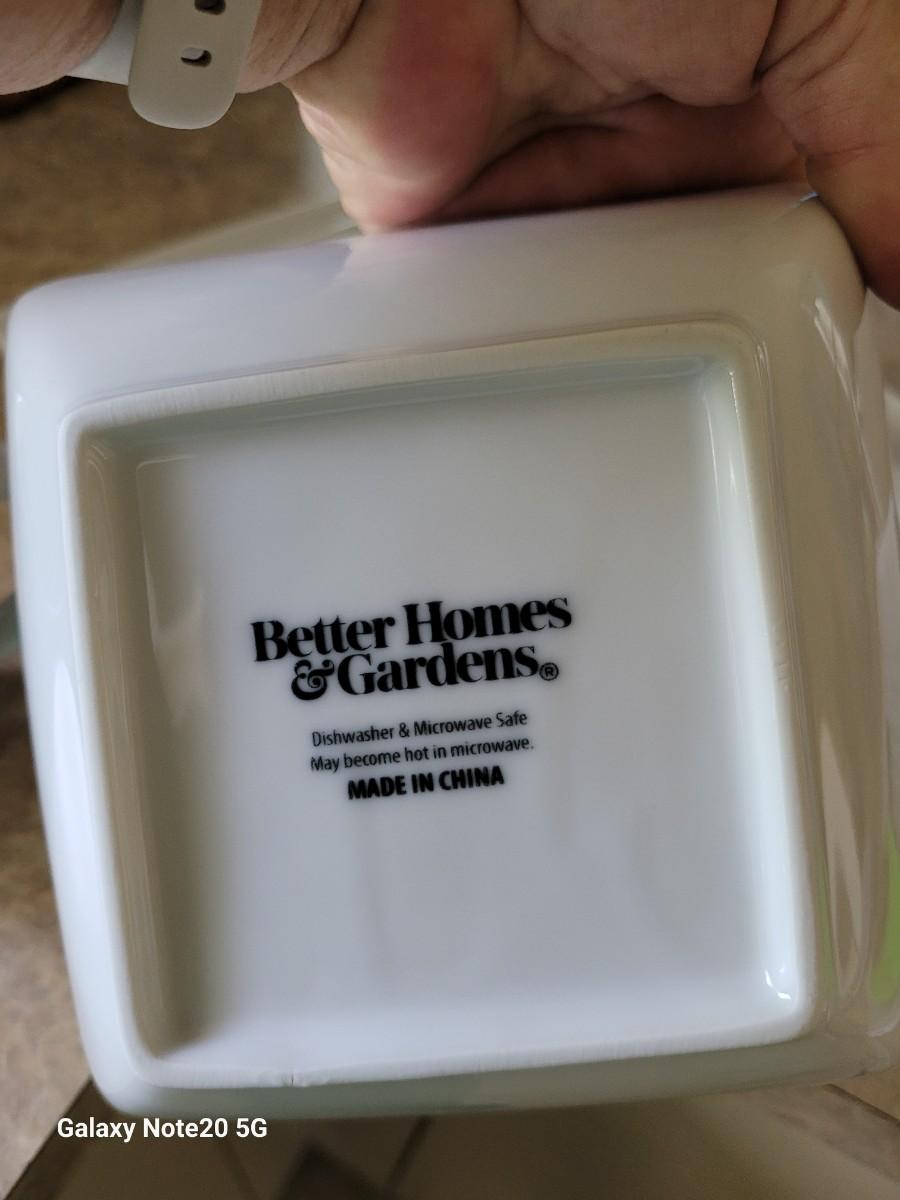 Better Homes
& Gardens®
Dishwasher & Microwave Safe
May become hot in microwave.
MADE IN CHINA
Galaxy Note20 5G